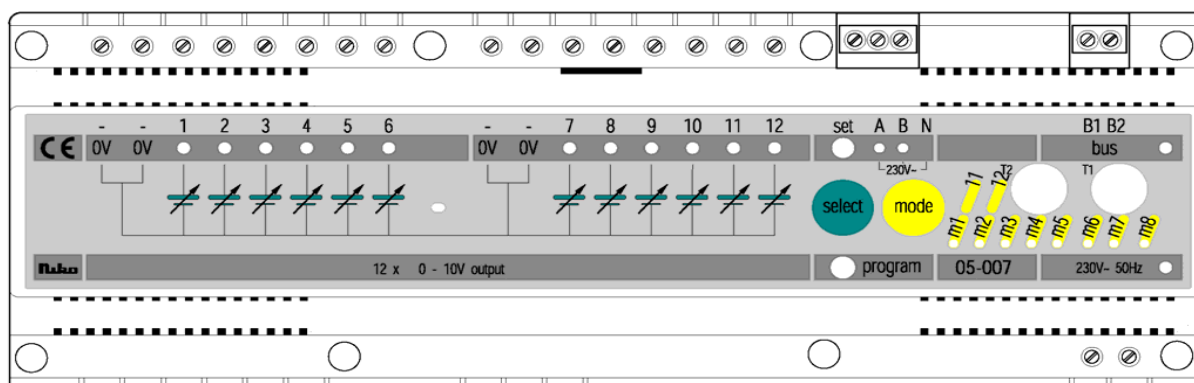 - - 1 2 3 4 5 6 - - 7 8 9 10 11 12 set A B N B1 B2
CE 0V 0V 0V 0V bus
230V~ T2 T1
11 12
select mode
m1 m2 m3 m4 m5 m6 m7 m8
Niko 12 x 0 - 10V output program 05-007 230V~ 50Hz